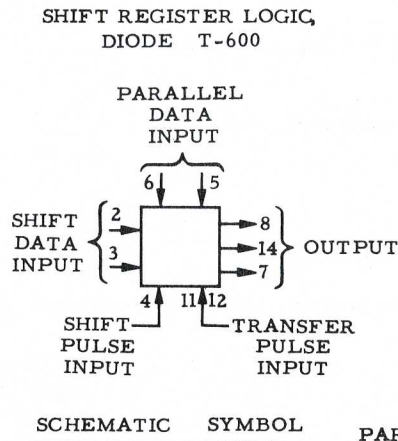 SHIFT REGISTER LOGIC,
DIODE T-600
PARALLEL
DATA
INPUT
6 5
2
3
SHIFT
DATA
INPUT
8
14
7
OUTPUT
4 11 12
SHIFT
PULSE
INPUT
TRANSFER
PULSE
INPUT
SCHEMATIC SYMBOL
PAR